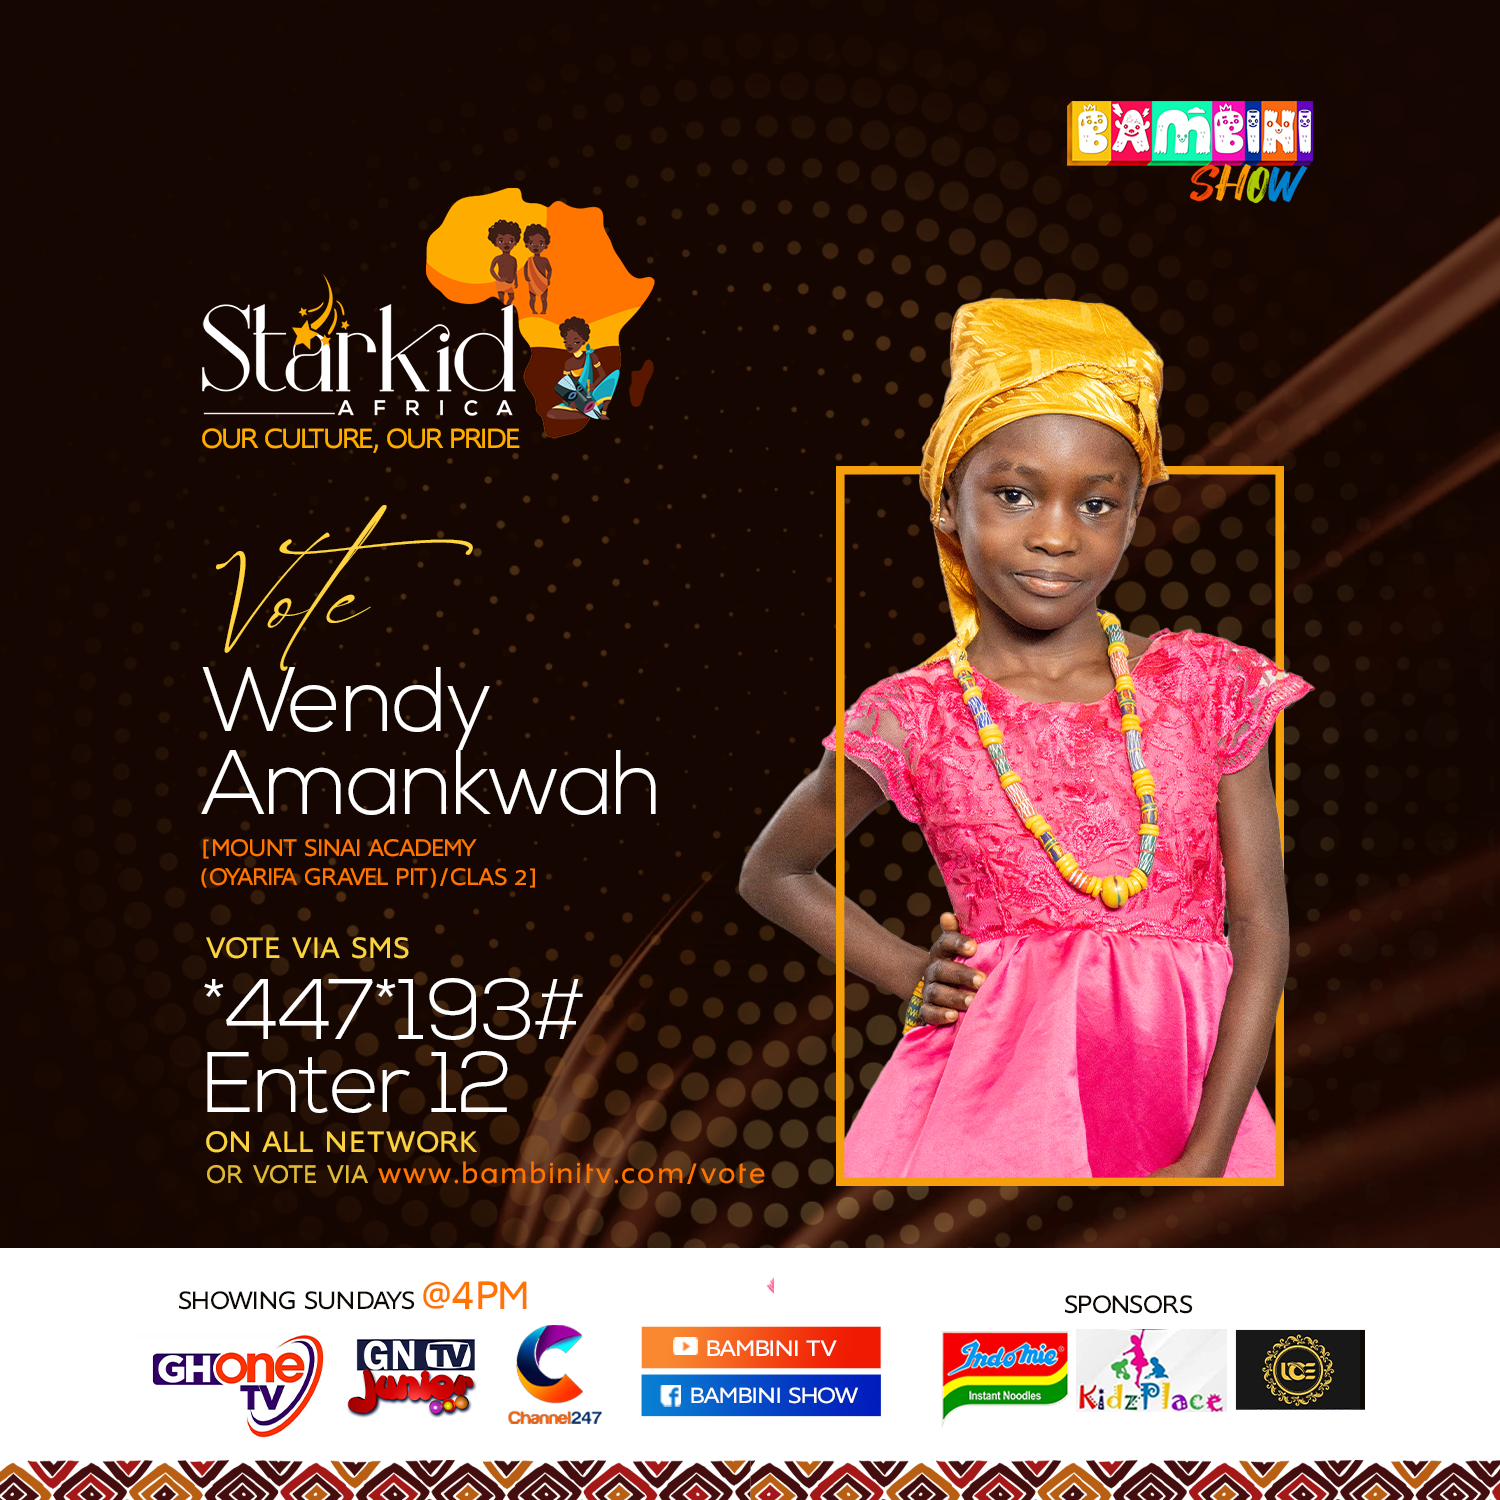 BAMBINI
SHOW
Starkid
AFRICA
OUR CULTURE, OUR PRIDE
Vote
Wendy
Amankwah
[MOUNT SINAI ACADEMY
(OYARIFA GRAVEL PIT)/CLAS 2]
VOTE VIA SMS
*447*193#
Enter 12
ON ALL NETWORK
OR VOTE VIA www.bambinitv.com/vote
SHOWING SUNDAYS @4PM
GHOne
TV
GN TV
Junior
Channel247
BAMBINI TV
BAMBINI SHOW
SPONSORS
Indomie®
Instant Noodles
KidzPlace